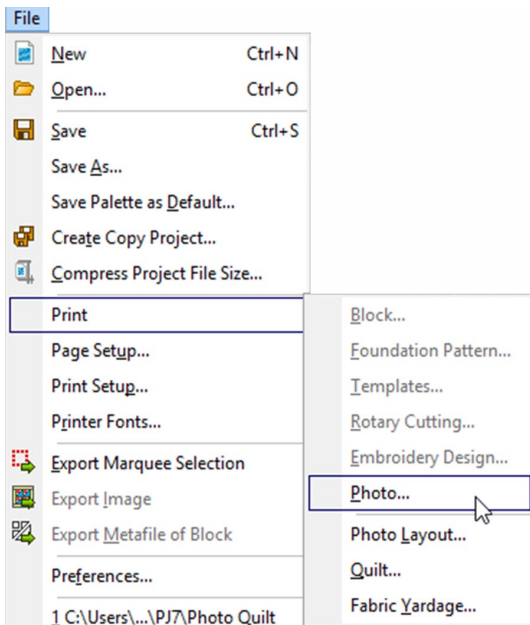 File
New Ctrl+N
Open... Ctrl+O
Save Ctrl+S
Save As...
Save Palette as Default...
Create Copy Project...
Compress Project File Size...
Print
Page Setup...
Print Setup...
Printer Fonts...
Export Marquee Selection
Export Image
Export Metafile of Block
Preferences...
1 C:\Users\...\PJ7\Photo Quilt
Block...
Foundation Pattern...
Templates...
Rotary Cutting...
Embroidery Design...
Photo...
Photo Layout...
Quilt...
Fabric Yardage...